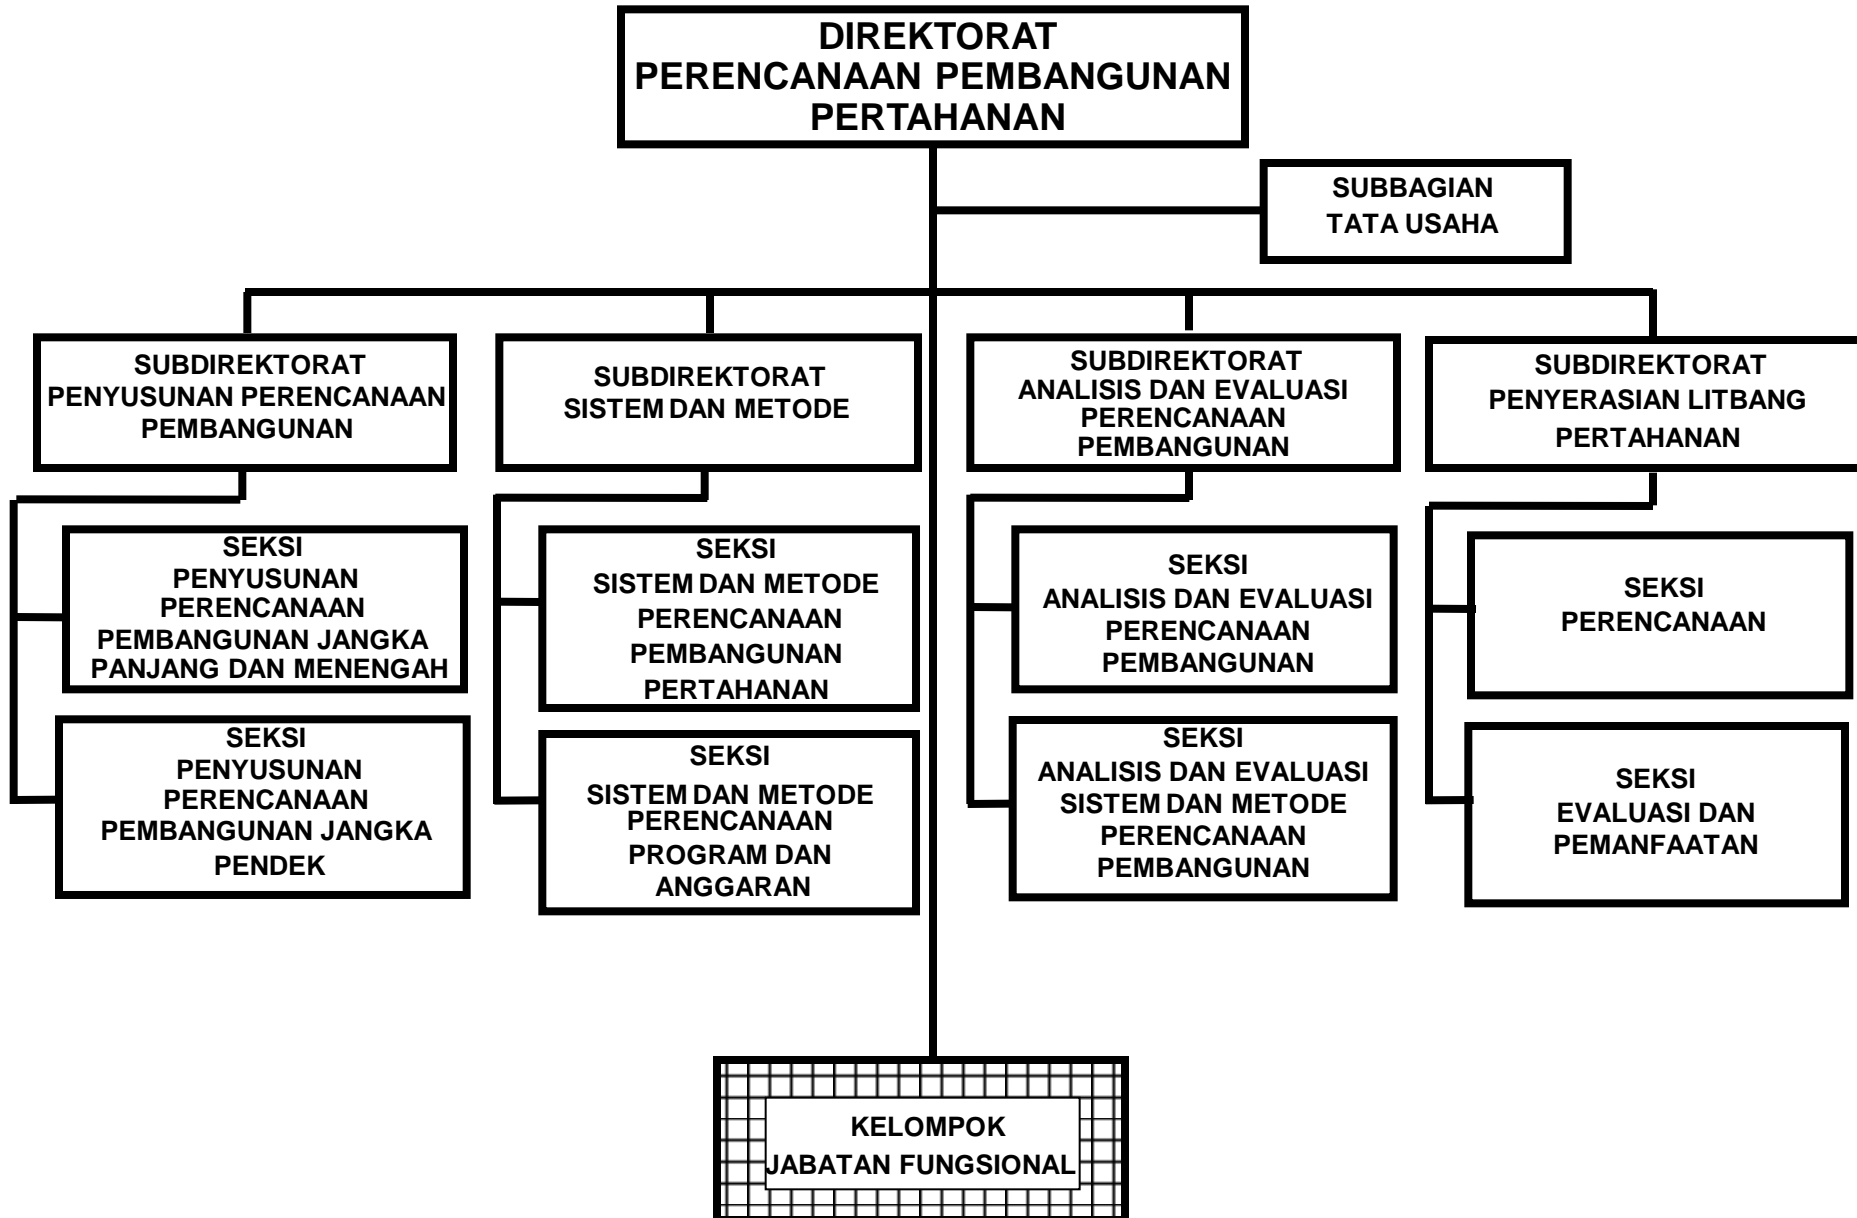 DIREKTORAT
PERENCANAAN PEMBANGUNAN
PERTAHANAN
SUBBAGIAN
TATA USAHA
SUBDIREKTORAT
PENYUSUNAN PERENCANAAN
PEMBANGUNAN
SUBDIREKTORAT
SISTEM DAN METODE
SUBDIREKTORAT
ANALISIS DAN EVALUASI
PERENCANAAN
PEMBANGUNAN
SUBDIREKTORAT
PENYERASIAN LITBANG
PERTAHANAN
SEKSI
PENYUSUNAN
PERENCANAAN
PEMBANGUNAN JANGKA
PANJANG DAN MENENGAH
SEKSI
SISTEM DAN METODE
PERENCANAAN
PEMBANGUNAN
PERTAHANAN
SEKSI
ANALISIS DAN EVALUASI
PERENCANAAN
PEMBANGUNAN
SEKSI
PERENCANAAN
SEKSI
PENYUSUNAN
PERENCANAAN
PEMBANGUNAN JANGKA
PENDEK
SEKSI
SISTEM DAN METODE
PERENCANAAN
PROGRAM DAN
ANGGARAN
SEKSI
ANALISIS DAN EVALUASI
SISTEM DAN METODE
PERENCANAAN
PEMBANGUNAN
SEKSI
EVALUASI DAN
PEMANFAATAN
KELOMPOK
JABATAN FUNGSIONAL